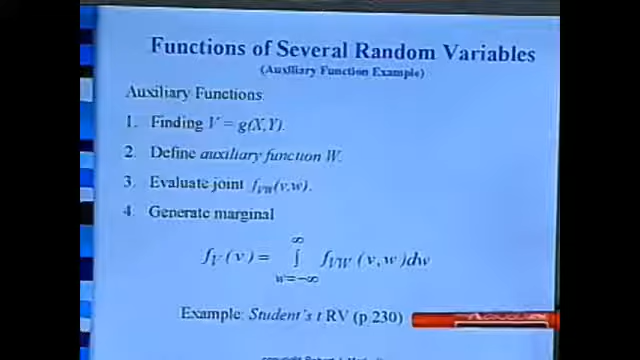 Functions of Several Random Variables
(Auxiliary Function Example)
Auxiliary Functions:
1. Finding V = g(X,Y).
2. Define auxiliary function W.
3. Evaluate joint f_VW(v,w).
4. Generate marginal
f_V(v) = ∫_{w=-∞}^{∞} f_VW(v,w)dw
Example: Student's t RV (p.230)